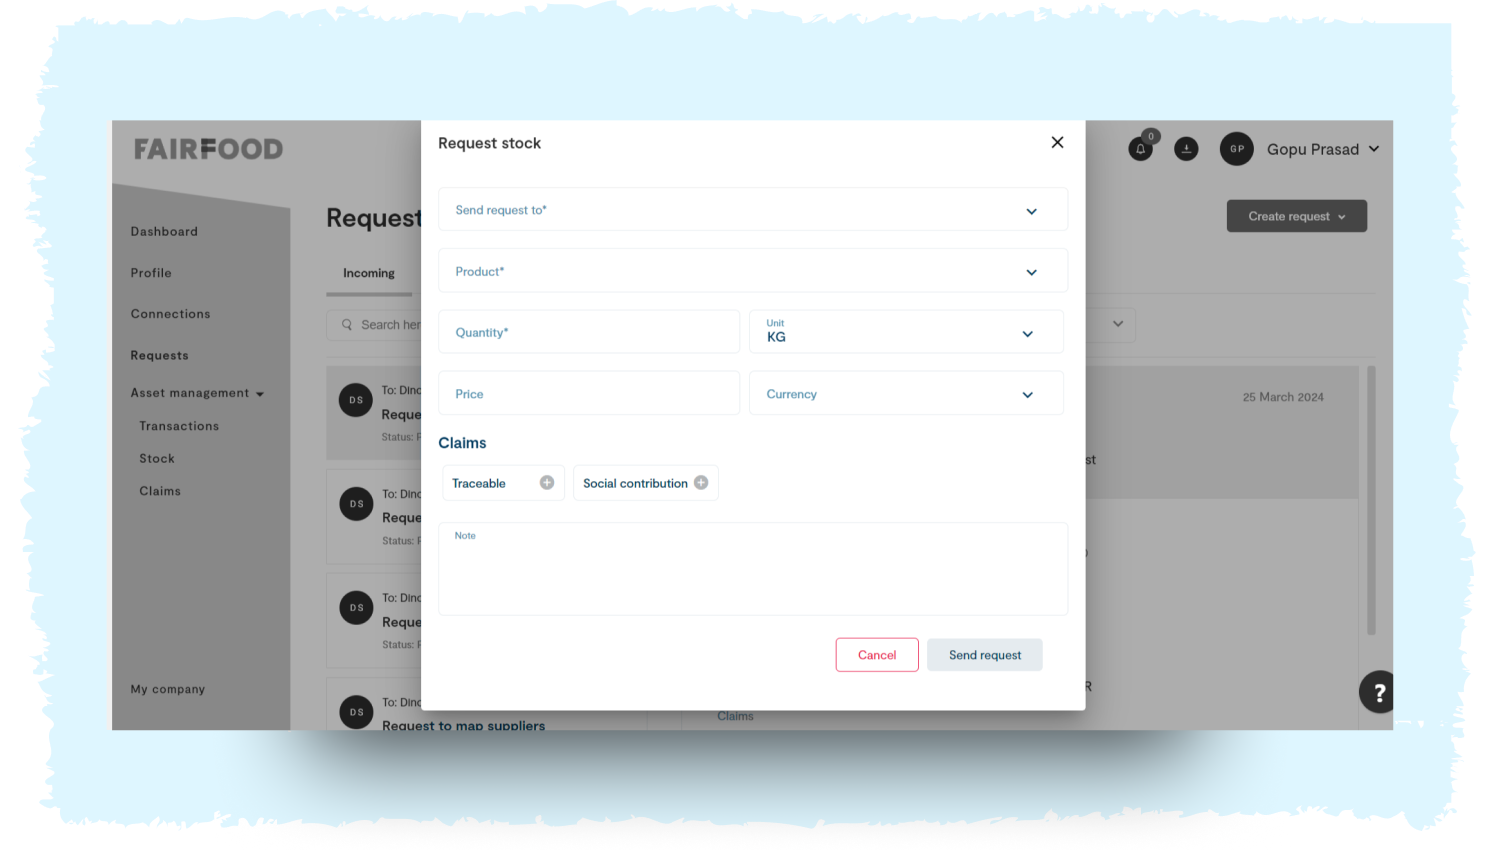 FAIRFOOD
Request stock
0
GP
Gopu Prasad
Request
Create request
Dashboard
Profile
Connections
Requests
Asset management
Transactions
Stock
Claims
My company
Incoming
Search her
DS
To: Dinc
Reque
Status: P
DS
To: Dinc
Reque
Status: P
DS
To: Dinc
Reque
Status: P
DS
To: Dinc
Request to map suppliers
Send request to*
Product*
Quantity*
Unit
KG
Price
Currency
Claims
Traceable
Social contribution
Note
Cancel
Send request
25 March 2024
st
R
Claims
?